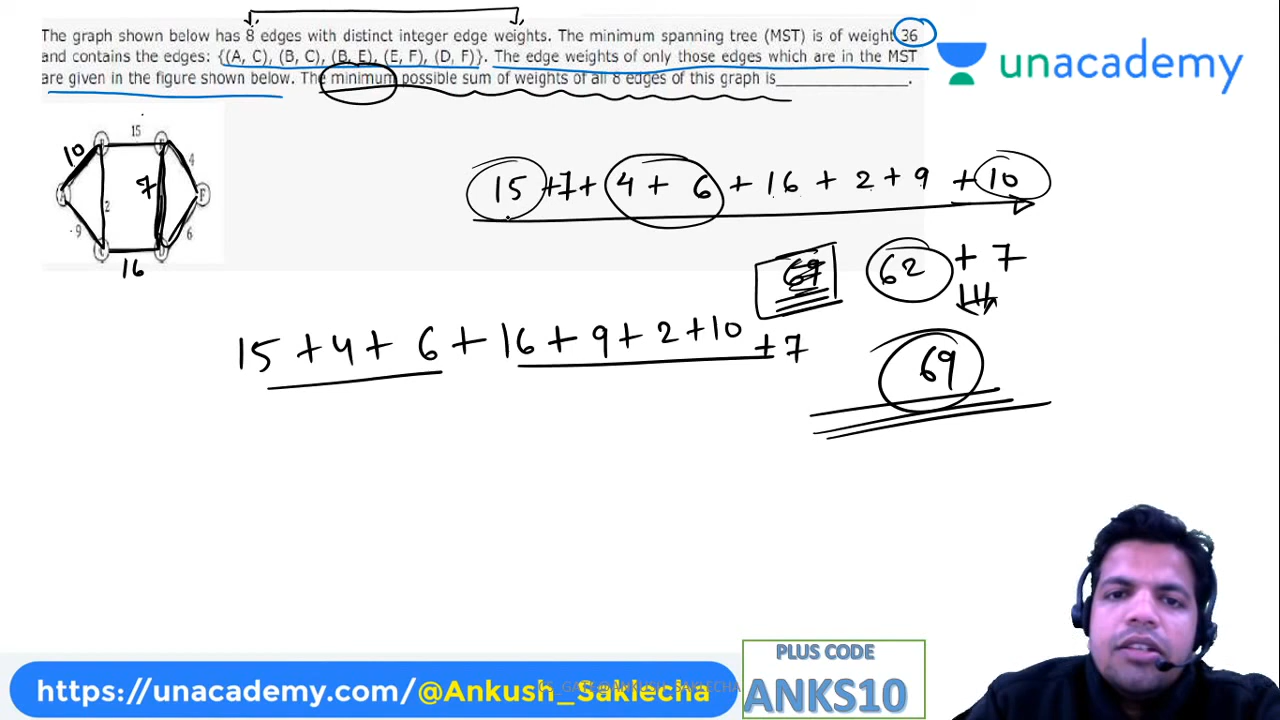 The graph shown below has 8 edges with distinct integer edge weights. The minimum spanning tree (MST) is of weight 36
and contains the edges: {(A, C), (B, C), (B, E), (E, F), (D, F)}. The edge weights of only those edges which are in the MST
are given in the figure shown below. The minimum possible sum of weights of all 8 edges of this graph is______________.
unacademy
15
10
4
7
2
F
9
6
16
15 + 7 + 4 + 6 + 16 + 2 + 9 + 10
62 + 7
15 + 4 + 6 + 16 + 9 + 2 + 10 + 7
69
PLUS CODE
ANKS10
https://unacademy.com/@Ankush_Saklecha